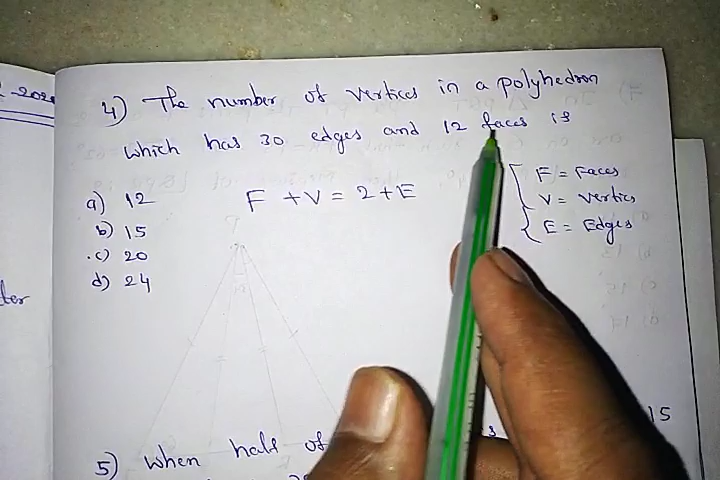 4) The number of vertices in a polyhedron
which has 30 edges and 12 faces is
a) 12
b) 15
c) 20
d) 24
F + V = 2 + E
F = Faces
V = Vertics
E = Edges
15
5) When half of